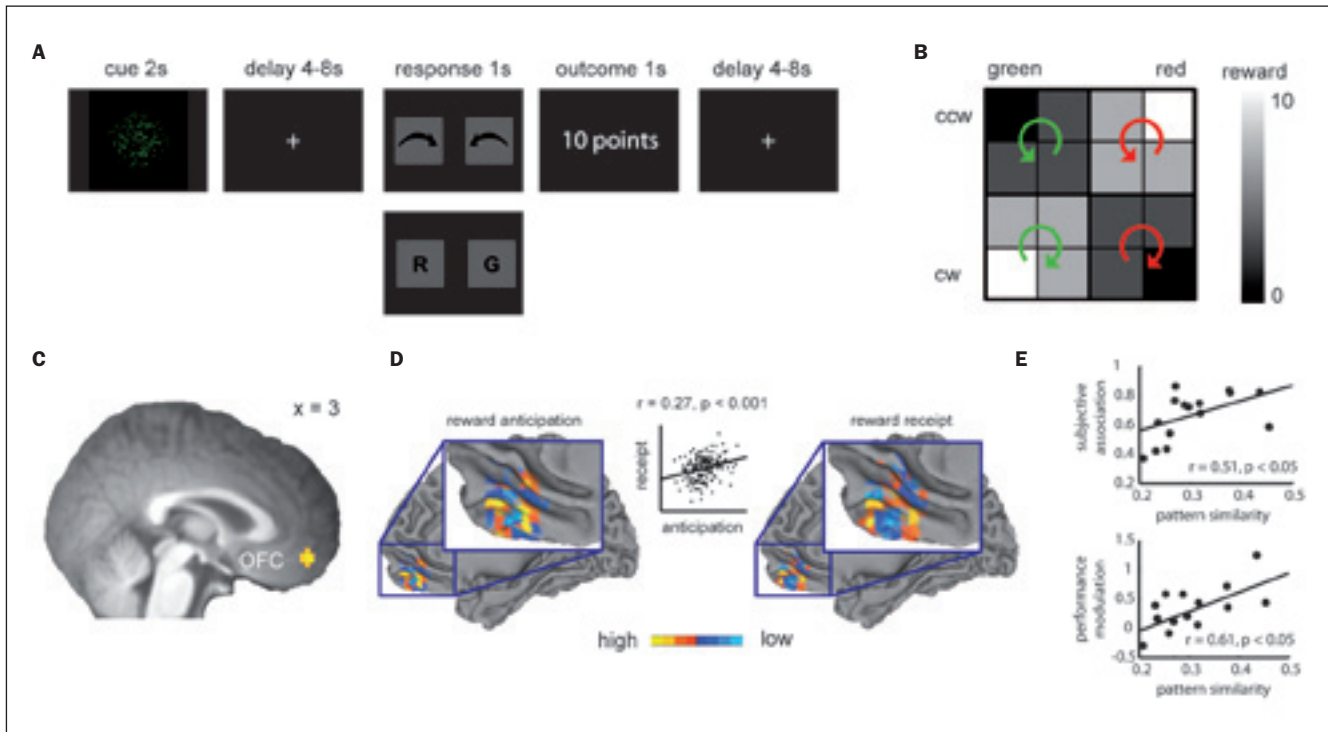 A
cue 2s
delay 4-8s
response 1s
outcome 1s
delay 4-8s
+
10 points
+
R
G
B
green
red
reward
CCW
CW
10
0
C
x = 3
OFC
D
reward anticipation
r = 0.27, p < 0.001
receipt
anticipation
reward receipt
high
low
E
subjective
association
1
0.8
0.6
0.4
0.2
r = 0.51, p < 0.05
0.2
0.3
0.4
0.5
pattern similarity
performance
modulation
1.5
1
0.5
0
-0.5
r = 0.61, p < 0.05
0.2
0.3
0.4
0.5
pattern similarity